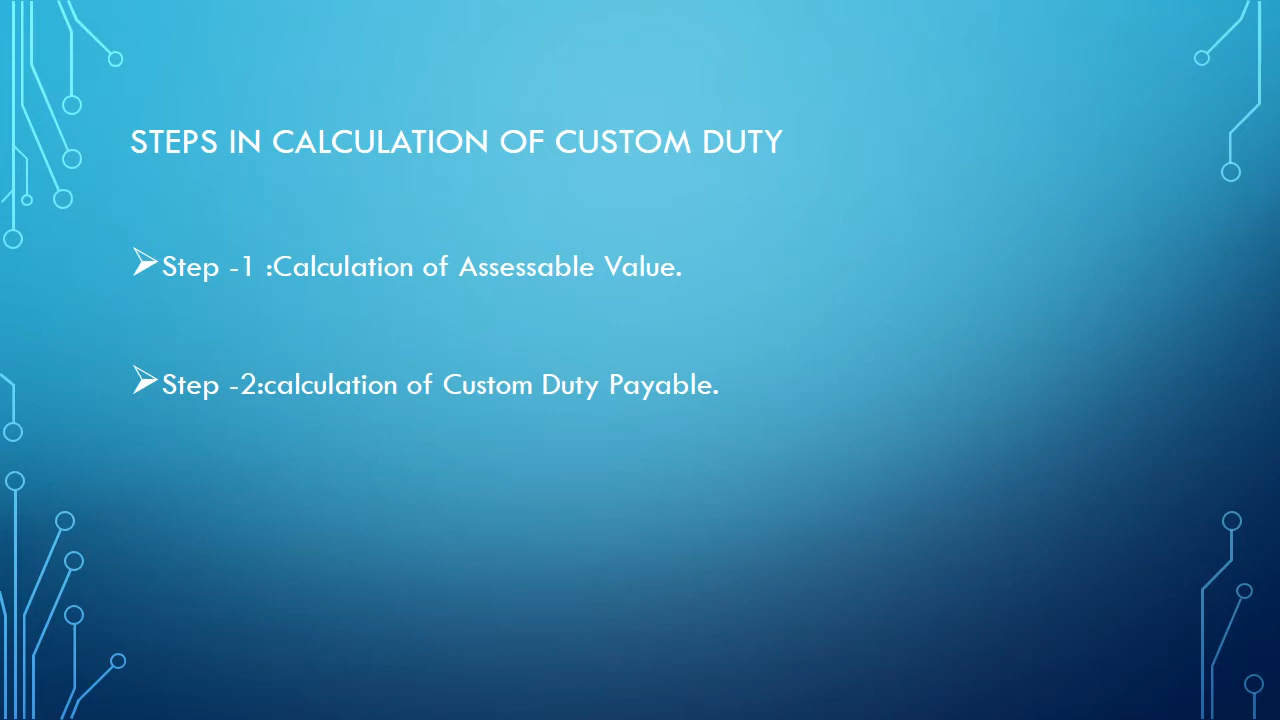 STEPS IN CALCULATION OF CUSTOM DUTY
Step -1 :Calculation of Assessable Value.
Step -2:calculation of Custom Duty Payable.